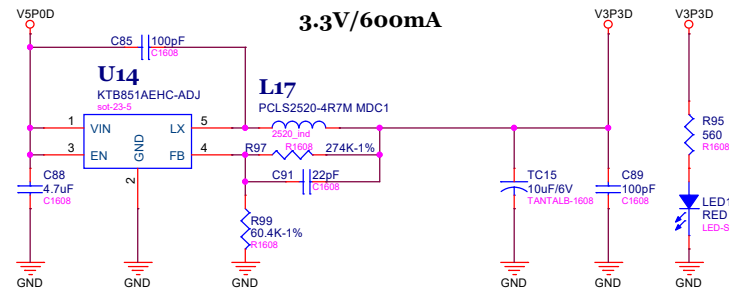 3.3V/600mA
V5P0D
V3P3D
V3P3D
C85
100pF
C1608
U14
KTB851AEHC-ADJ
sot-23-5
L17
PCLS2520-4R7M MDC1
2520_ind
1
VIN
LX
5
3
EN
FB
4
GND
2
R97
R1608
274K-1%
C91
22pF
C1608
C88
4.7uF
C1608
R99
60.4K-1%
R1608
TC15
10uF/6V
TANTALB-1608
C89
100pF
C1608
R95
560
R1608
LED1
RED
LED-S
GND
GND
GND
GND
GND
GND